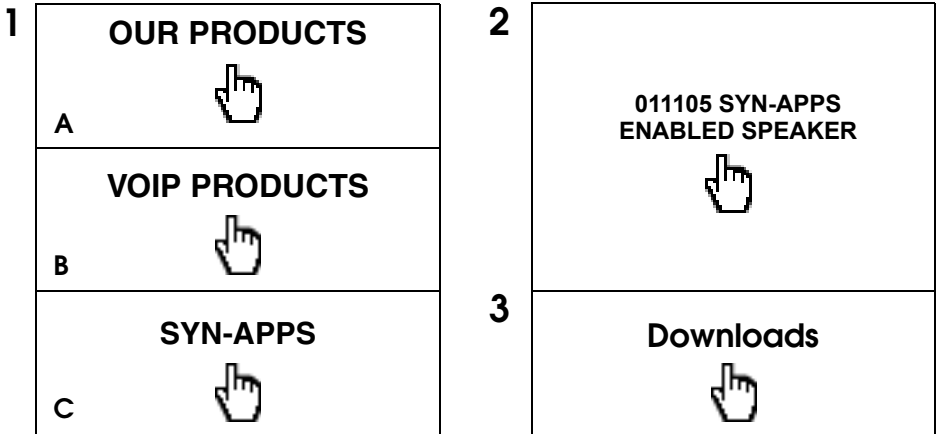 1
OUR PRODUCTS
A
VOIP PRODUCTS
B
SYN-APPS
C
2
011105 SYN-APPS
ENABLED SPEAKER
3
Downloads